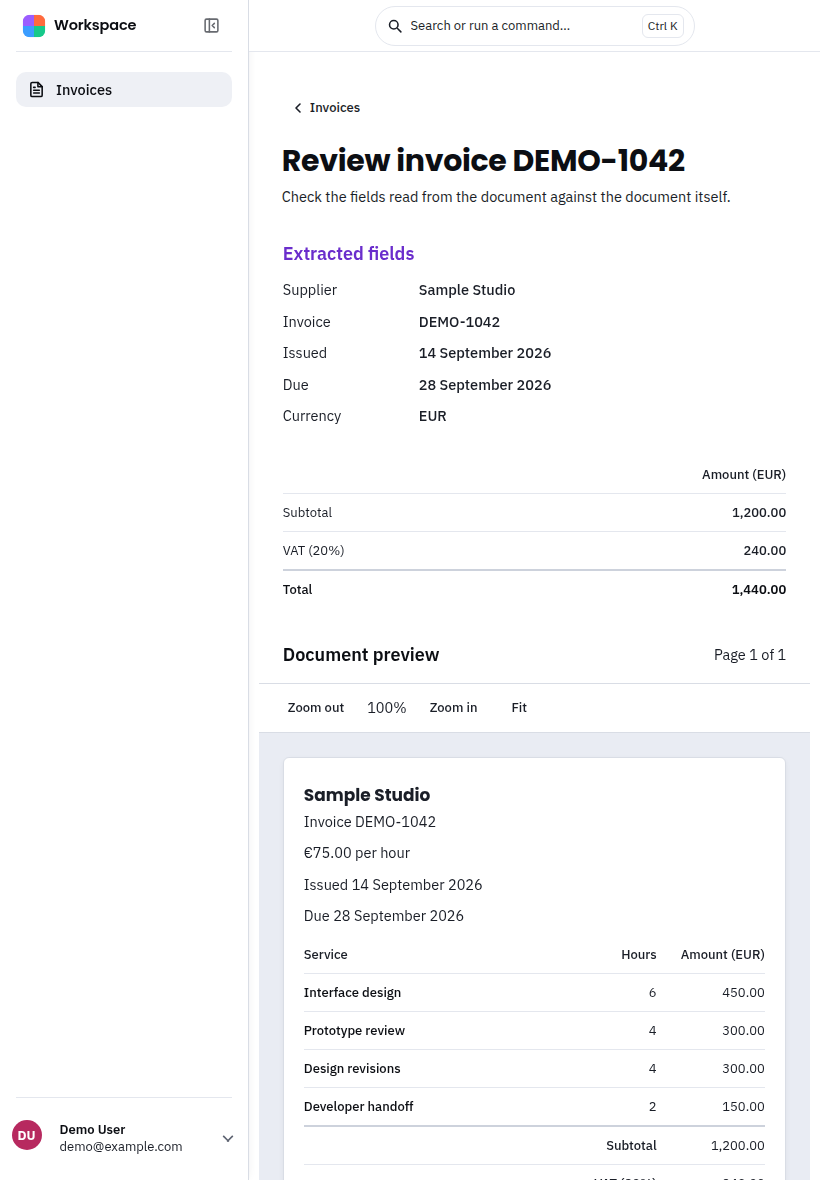 Workspace
Search or run a command...
Ctrl K
Invoices
Invoices
Review invoice DEMO-1042
Check the fields read from the document against the document itself.
Extracted fields
Supplier Sample Studio
Invoice DEMO-1042
Issued 14 September 2026
Due 28 September 2026
Currency EUR
Amount (EUR)
Subtotal 1,200.00
VAT (20%) 240.00
Total 1,440.00
Document preview Page 1 of 1
Zoom out 100% Zoom in Fit
Sample Studio
Invoice DEMO-1042
€75.00 per hour
Issued 14 September 2026
Due 28 September 2026
Service Hours Amount (EUR)
Interface design 6 450.00
Prototype review 4 300.00
Design revisions 4 300.00
Developer handoff 2 150.00
Subtotal 1,200.00
DU
Demo User
demo@example.com